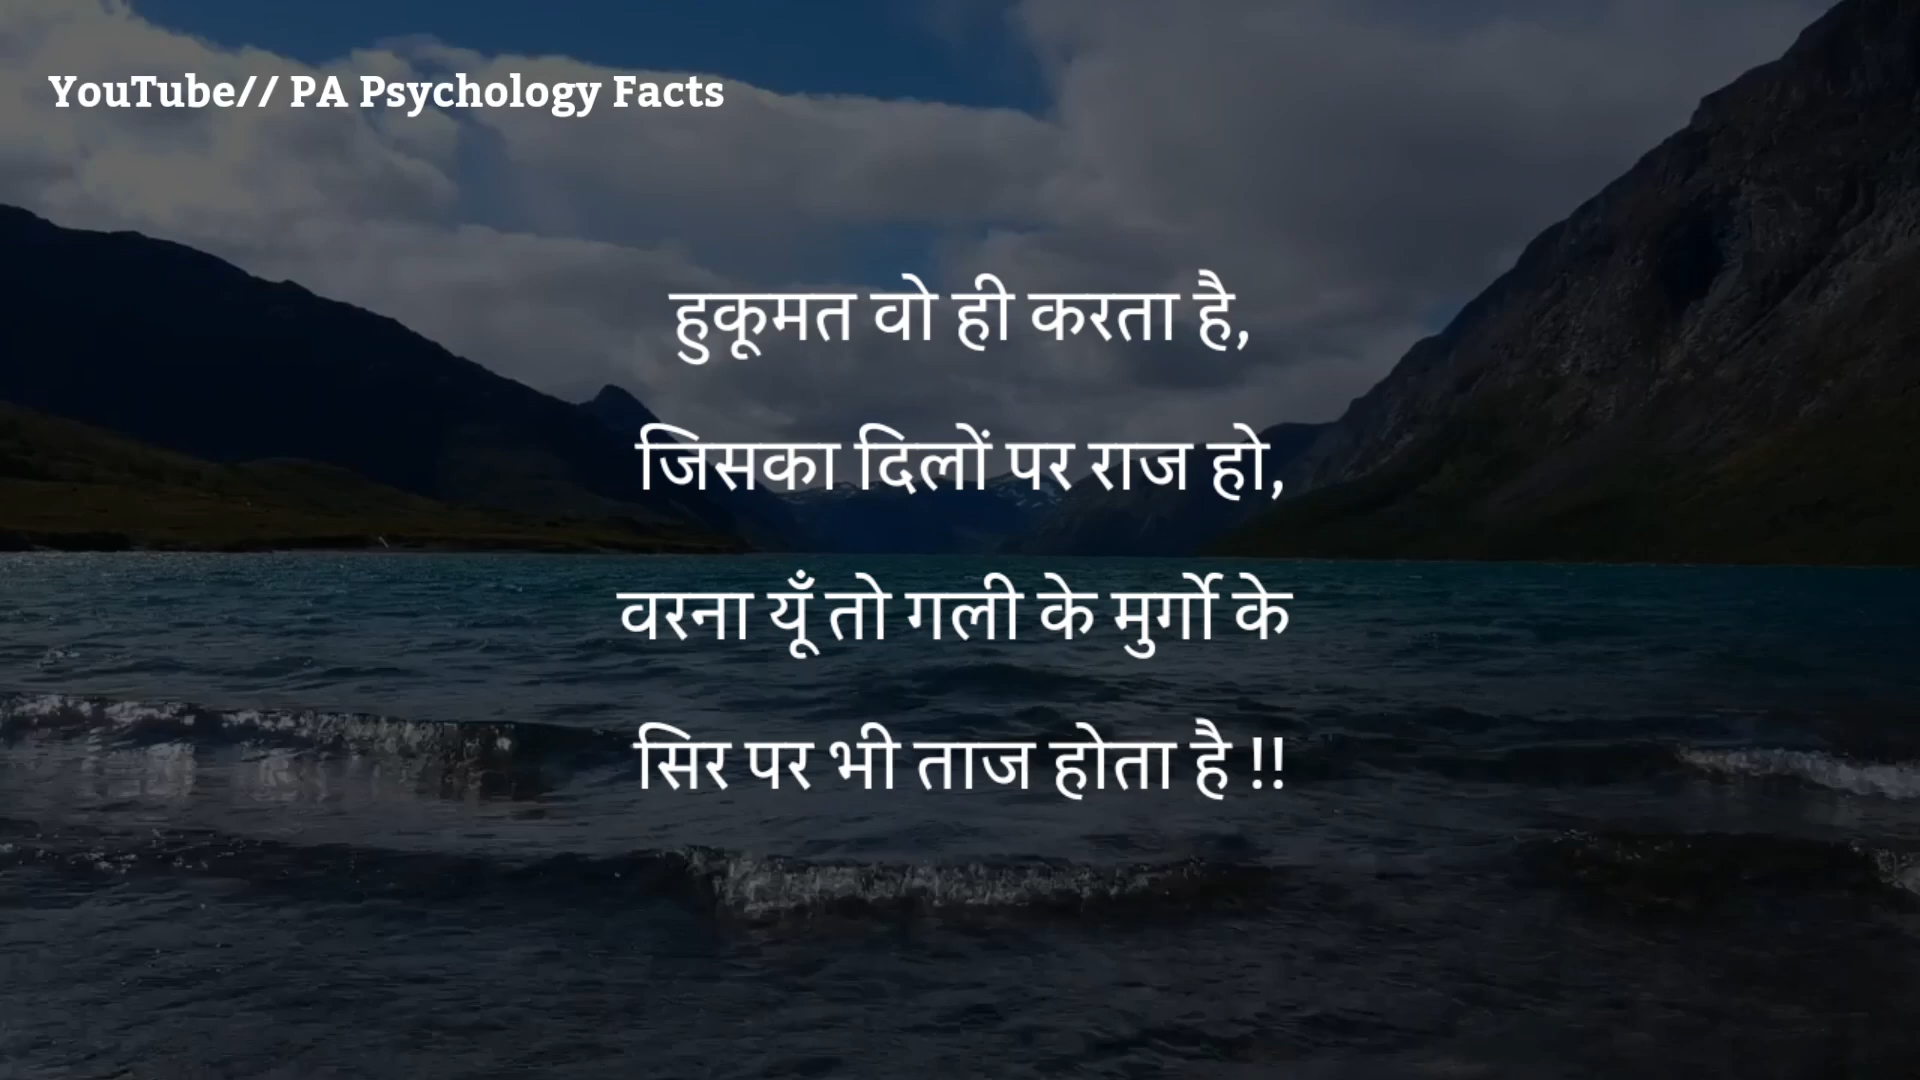 YouTube// PA Psychology Facts
हुकूमत वो ही करता है,
जिसका दिलों पर राज हो,
वरना यूँ तो गली के मुर्गो के
सिर पर भी ताज होता है !!